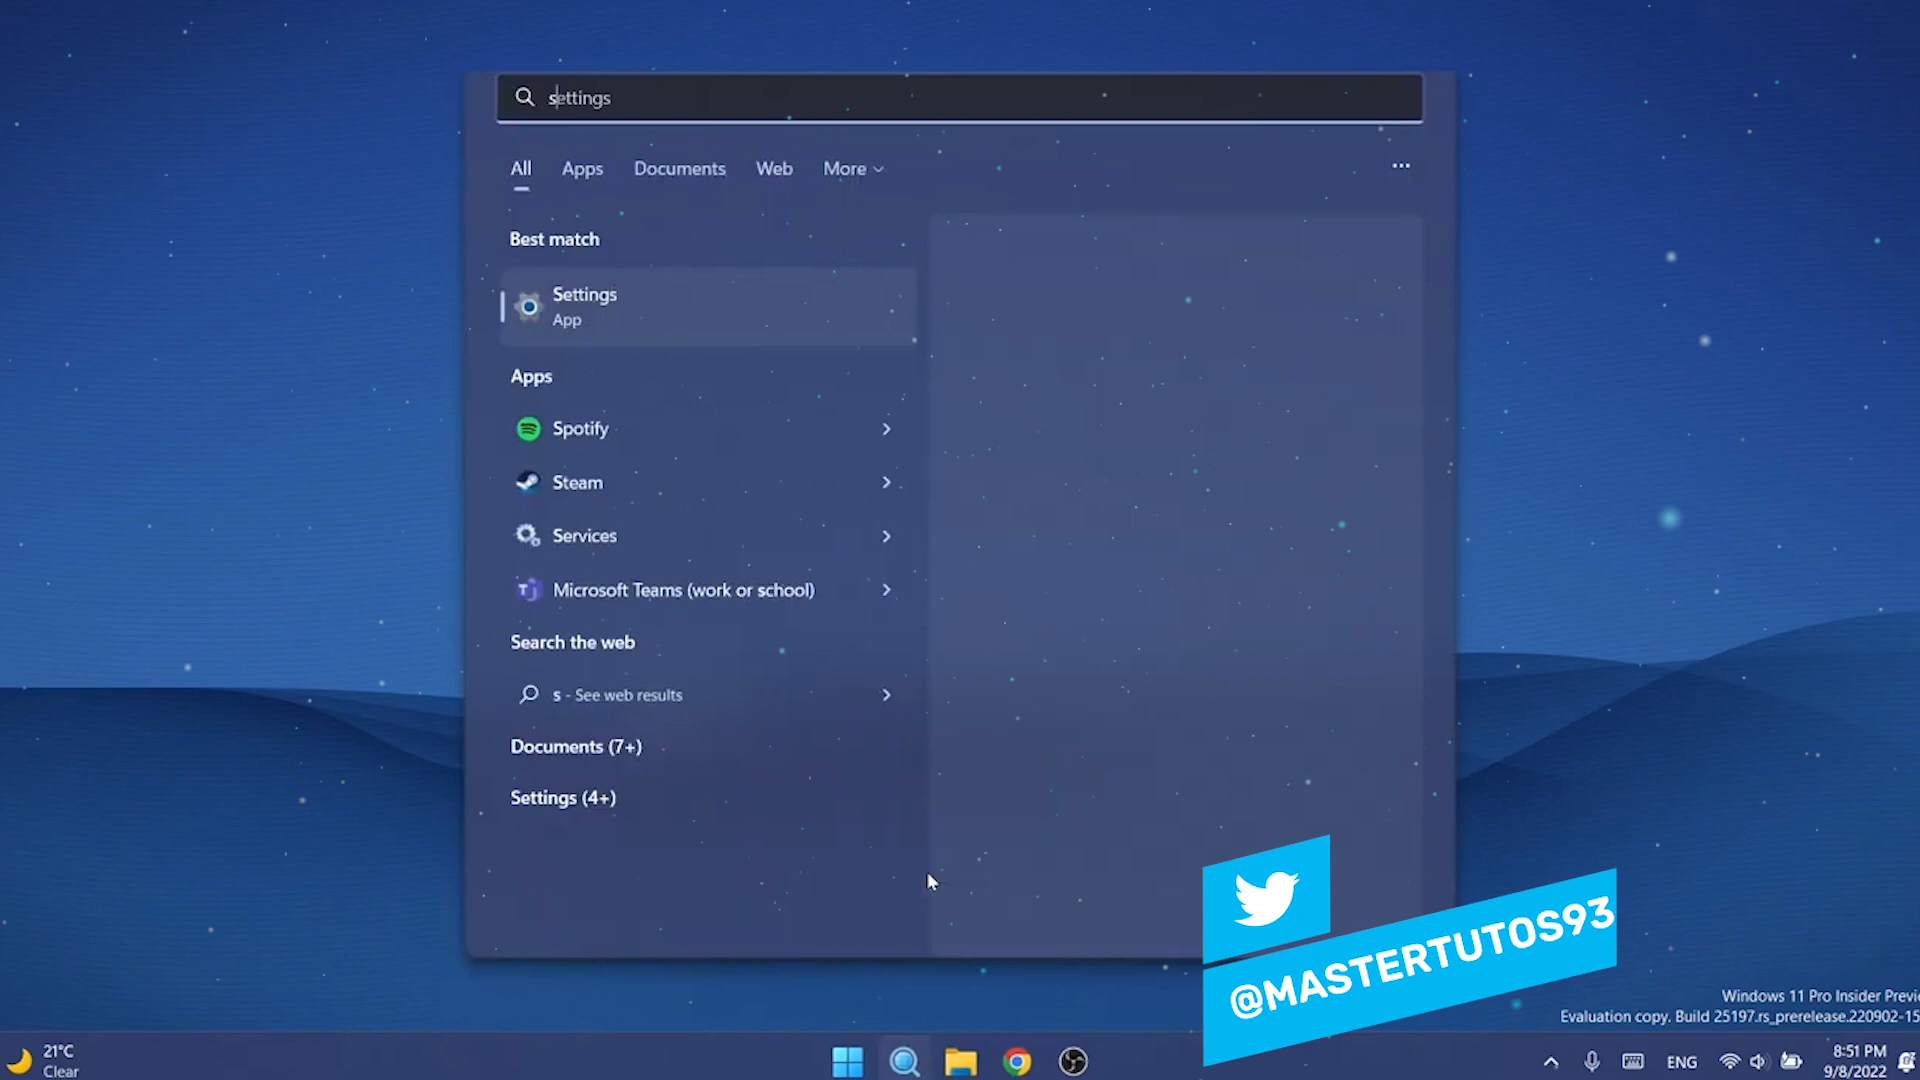 settings
All Apps Documents Web More
Best match
Settings
App
Apps
Spotify
Steam
Services
Microsoft Teams (work or school)
Search the web
s - See web results
Documents (7+)
Settings (4+)
@MASTERTUTOS93
Windows 11 Pro Insider Previe
Evaluation copy. Build 25197.rs_prerelease.220902-15
21°C
Clear
ENG
8:51 PM
9/8/2022